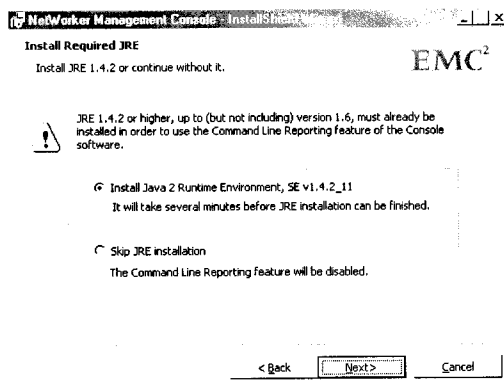 NetWorker Management Console - InstallShield
Install Required JRE
Install JRE 1.4.2 or continue without it.
EMC²
JRE 1.4.2 or higher, up to (but not including) version 1.6, must already be
installed in order to use the Command Line Reporting feature of the Console
software.
Install Java 2 Runtime Environment, SE v1.4.2_11
It will take several minutes before JRE installation can be finished.
Skip JRE installation
The Command Line Reporting feature will be disabled.
< Back Next > Cancel